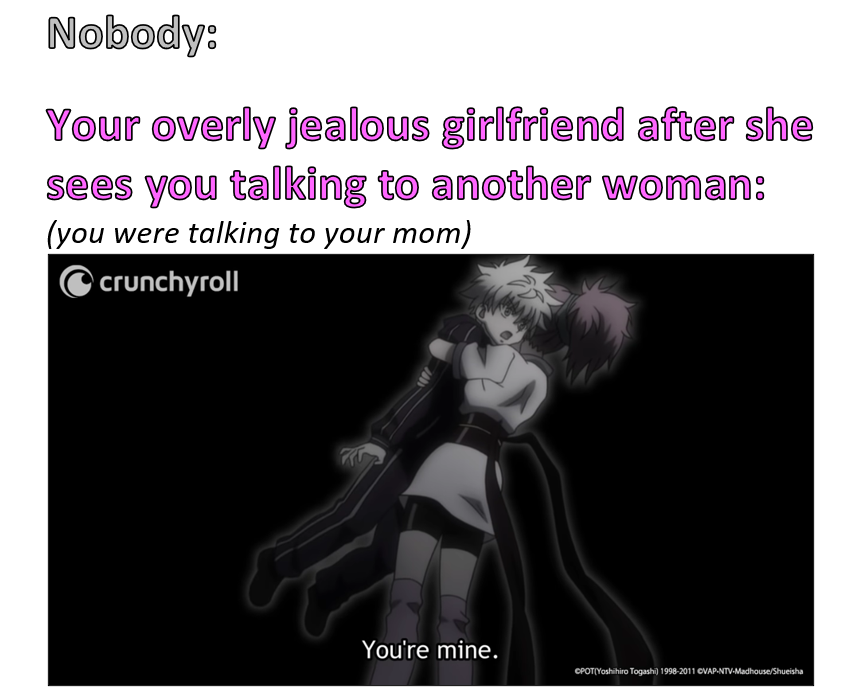 Nobody:
Your overly jealous girlfriend after she
sees you talking to another woman:
(you were talking to your mom)
crunchyroll
You're mine.
©POT(Yoshihiro Togashi) 1998-2011 ©VAP-NTV-Madhouse/Shueisha